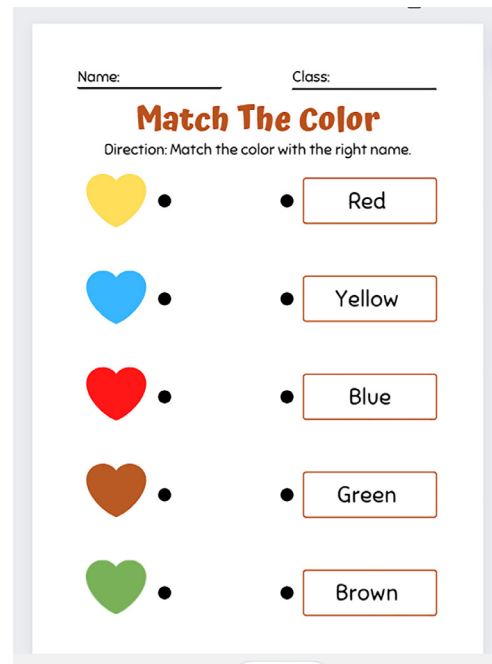 Name: Class:
Match The Color
Direction: Match the color with the right name.
Red
Yellow
Blue
Green
Brown